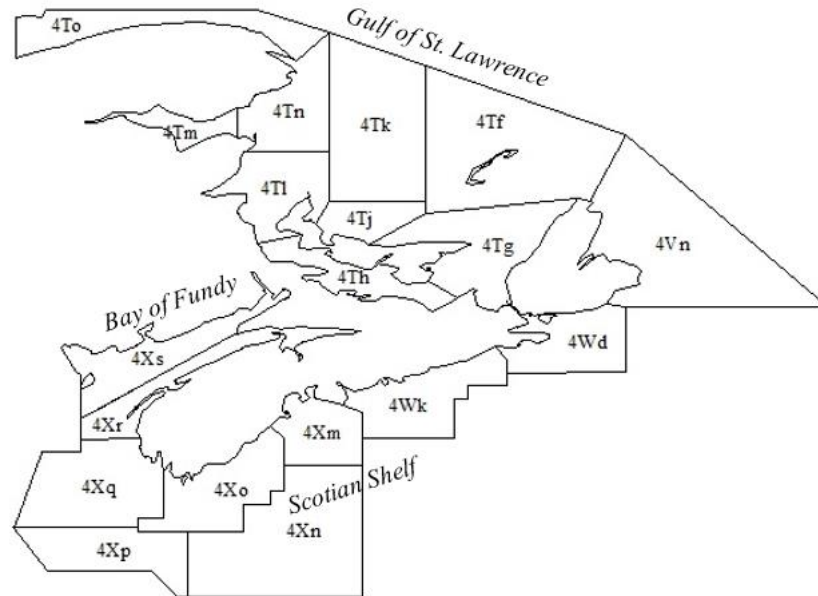 4To
Gulf of St. Lawrence
4Tn
4Tk
4Tf
4Tm
4Tl
4Tj
4Tg
4Vn
4Th
Bay of Fundy
4Xs
4Wd
4Wk
4Xr
4Xm
4Xq
4Xo
Scotian Shelf
4Xn
4Xp